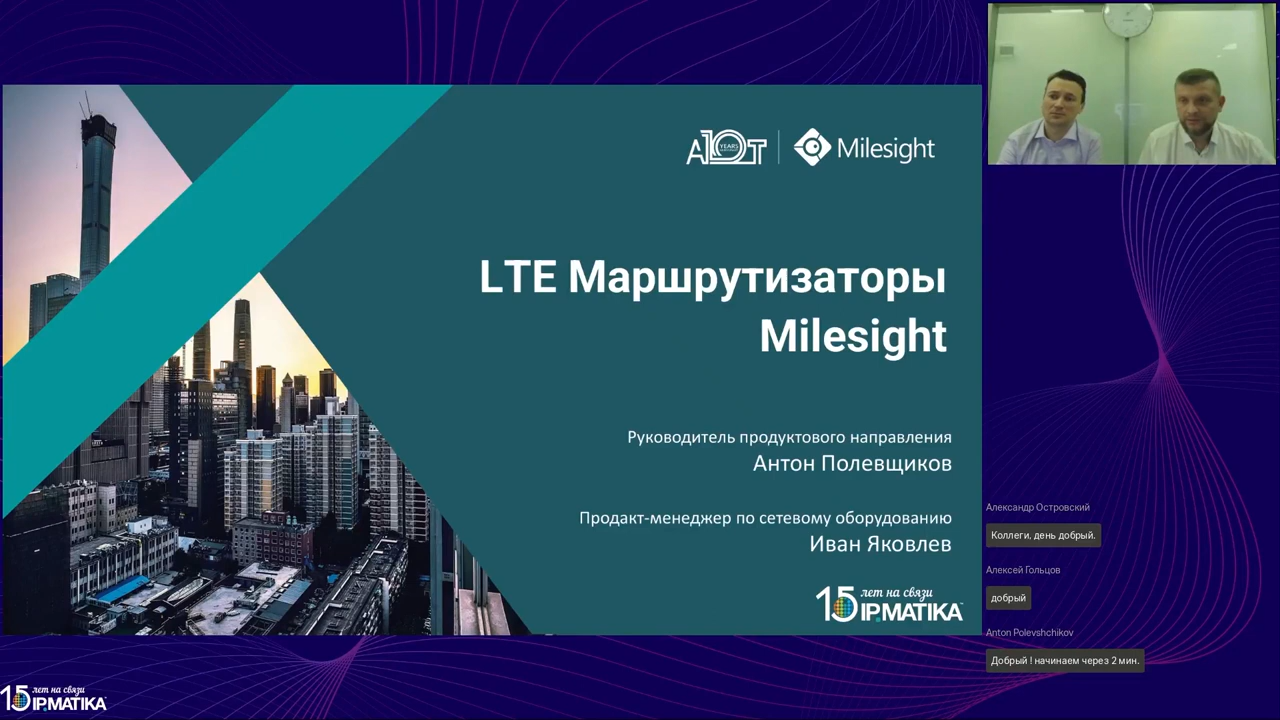 A10T
YEARS
Milesight
LTE Маршрутизаторы
Milesight
Руководитель продуктового направления
Антон Полевщиков
Продакт-менеджер по сетевому оборудованию
Иван Яковлев
15 лет на связи
IPMATIKA
Александр Островский
Коллеги, день добрый.
Алексей Гольцов
добрый
Anton Polevshchikov
Добрый ! начинаем через 2 мин.
15 лет на связи
IPMATIKA